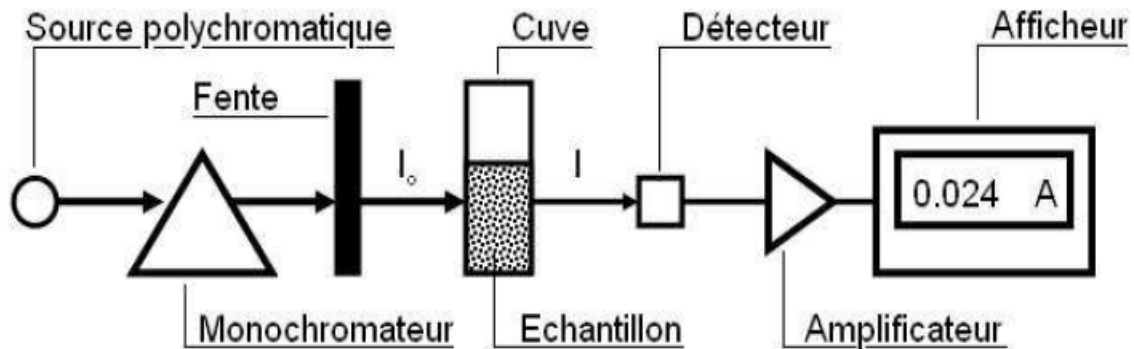 Source polychromatique
Cuve
Détecteur
Afficheur
Fente
I₀
I
0.024 A
Monochromateur
Echantillon
Amplificateur